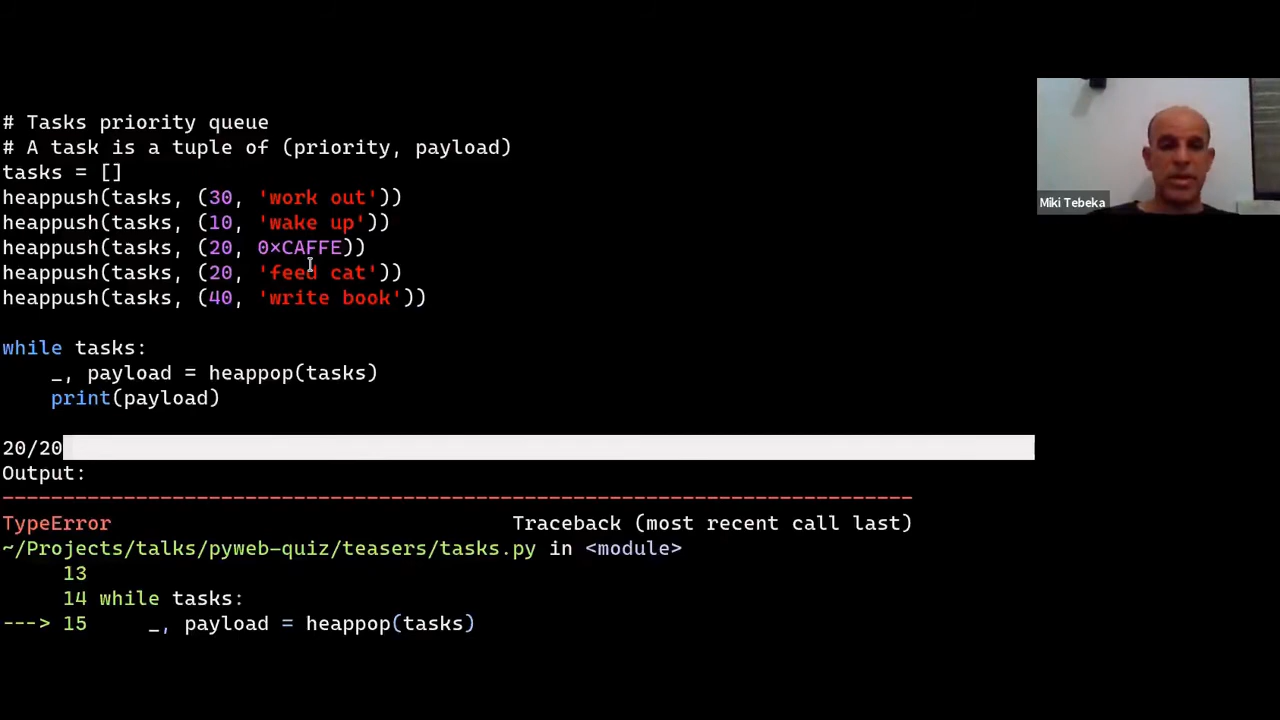 # Tasks priority queue
# A task is a tuple of (priority, payload)
tasks = []
heappush(tasks, (30, 'work out'))
heappush(tasks, (10, 'wake up'))
heappush(tasks, (20, 0×CAFFE))
heappush(tasks, (20, 'feed cat'))
heappush(tasks, (40, 'write book'))
while tasks:
    _, payload = heappop(tasks)
    print(payload)
20/20
Output:
---------------------------------------------------------------------------
TypeError                                 Traceback (most recent call last)
~/Projects/talks/pyweb-quiz/teasers/tasks.py in <module>
     13
     14 while tasks:
---> 15     _, payload = heappop(tasks)
Miki Tebeka